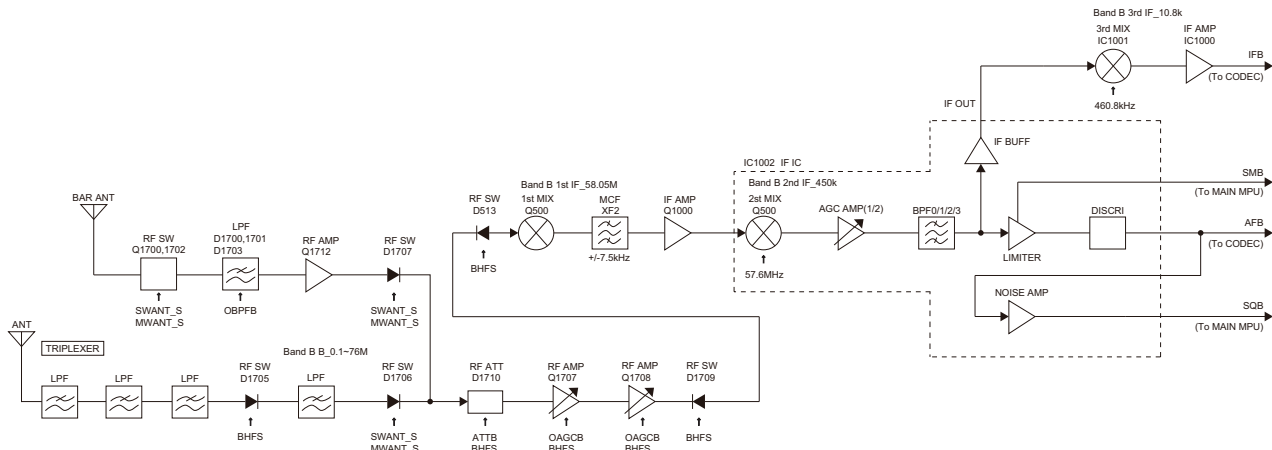 Band B 3rd IF_10.8k
3rd MIX
IC1001
IF AMP
IC1000
IFB
(To CODEC)
460.8kHz
IF OUT
IF BUFF
IC1002 IF IC
Band B 1st IF_58.05M
1st MIX
Q500
RF SW
D513
BHFS
MCF
XF2
+/-7.5kHz
IF AMP
Q1000
Band B 2nd IF_450k
2st MIX
Q500
57.6MHz
AGC AMP(1/2)
BPF0/1/2/3
LIMITER
DISCRI
SMB
(To MAIN MPU)
AFB
(To CODEC)
NOISE AMP
SQB
(To MAIN MPU)
BAR ANT
RF SW
Q1700,1702
SWANT_S
MWANT_S
LPF
D1700,1701
D1703
OBPFB
RF AMP
Q1712
RF SW
D1707
SWANT_S
MWANT_S
ANT
TRIPLEXER
LPF
LPF
LPF
RF SW
D1705
BHFS
Band B B_0.1~76M
LPF
RF SW
D1706
SWANT_S
MWANT_S
RF ATT
D1710
ATTB
BHFS
RF AMP
Q1707
OAGCB
BHFS
RF AMP
Q1708
OAGCB
BHFS
RF SW
D1709
BHFS